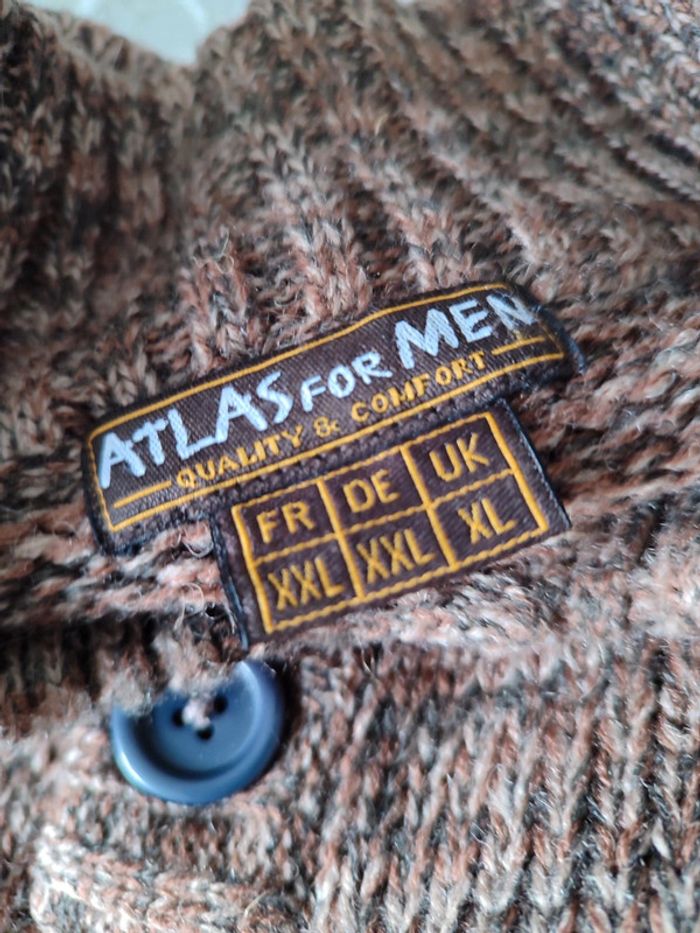 ATLAS FOR MEN
QUALITY & COMFORT
FR DE UK
XXL XXL XL